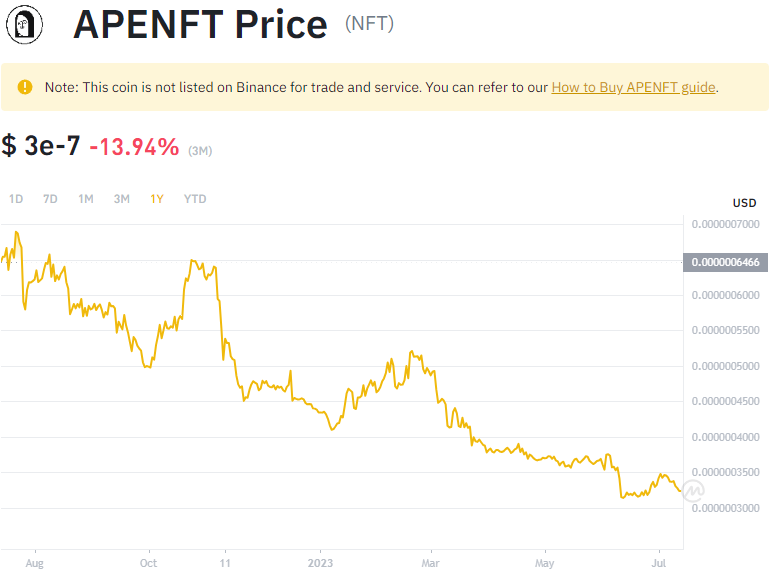 APENFT Price (NFT)
Note: This coin is not listed on Binance for trade and service. You can refer to our How to Buy APENFT guide.
$ 3e-7 -13.94% (3M)
1D 7D 1M 3M 1Y YTD
USD
0.0000007000
0.0000006466
0.0000006000
0.0000005500
0.0000005000
0.0000004500
0.0000004000
0.0000003500
0.0000003000
Aug Oct 11 2023 Mar May Jul